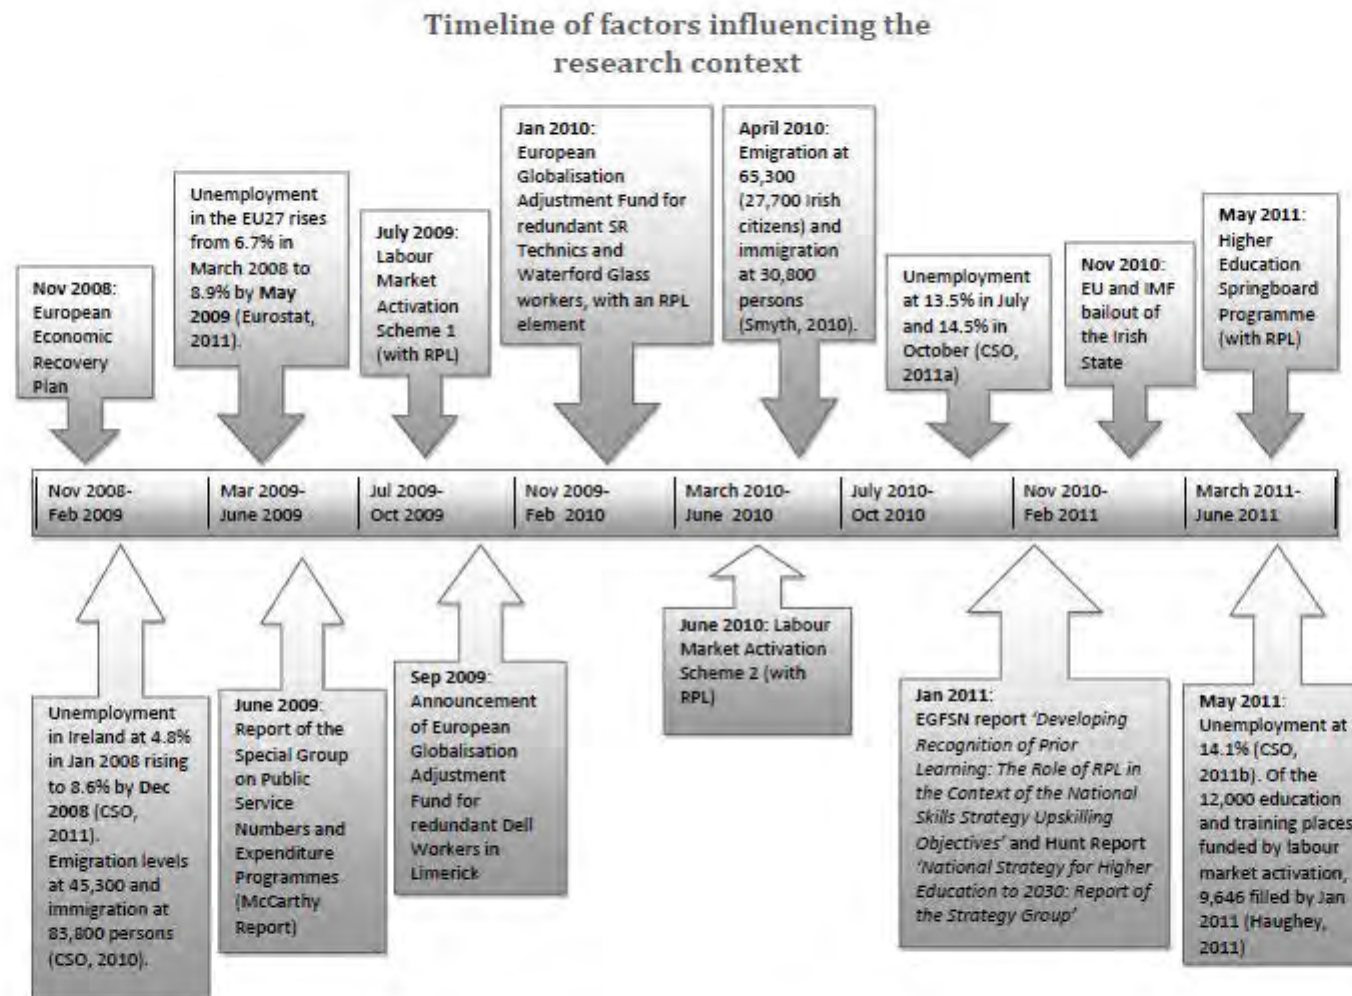 Timeline of factors influencing the
research context
Nov 2008:
European
Economic
Recovery
Plan
Unemployment
in the EU27 rises
from 6.7% in
March 2008 to
8.9% by May
2009 (Eurostat,
2011).
July 2009:
Labour
Market
Activation
Scheme 1
(with RPL)
Jan 2010:
European
Globalisation
Adjustment Fund for
redundant SR
Technics and
Waterford Glass
workers, with an RPL
element
April 2010:
Emigration at
65,300
(27,700 Irish
citizens) and
immigration
at 30,800
persons
(Smyth, 2010).
Unemployment
at 13.5% in July
and 14.5% in
October (CSO,
2011a)
Nov 2010:
EU and IMF
bailout of
the Irish
State
May 2011:
Higher
Education
Springboard
Programme
(with RPL)
Nov 2008-
Feb 2009
Mar 2009-
June 2009
Jul 2009-
Oct 2009
Nov 2009-
Feb 2010
March 2010-
June 2010
July 2010-
Oct 2010
Nov 2010-
Feb 2011
March 2011-
June 2011
Unemployment
in Ireland at 4.8%
in Jan 2008 rising
to 8.6% by Dec
2008 (CSO,
2011).
Emigration levels
at 45,300 and
immigration at
83,800 persons
(CSO, 2010).
June 2009:
Report of the
Special Group
on Public
Service
Numbers and
Expenditure
Programmes
(McCarthy
Report)
Sep 2009:
Announcement
of European
Globalisation
Adjustment
Fund for
redundant Dell
Workers in
Limerick
June 2010: Labour
Market Activation
Scheme 2 (with
RPL)
Jan 2011:
EGFSN report ‘Developing
Recognition of Prior
Learning: The Role of RPL in
the Context of the National
Skills Strategy Upskilling
Objectives’ and Hunt Report
‘National Strategy for Higher
Education to 2030: Report of
the Strategy Group’
May 2011:
Unemployment at
14.1% (CSO,
2011b). Of the
12,000 education
and training places
funded by labour
market activation,
9,646 filled by Jan
2011 (Haughey,
2011)